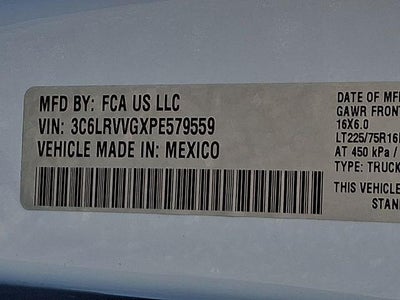 MFD BY: FCA US LLC
VIN: 3C6LRVVGXPE579559
VEHICLE MADE IN: MEXICO
DATE OF MF
GAWR FRONT
16X6.0
LT225/75R16
AT 450 kPa /
TYPE: TRUCK
THIS VEHICLE
STAN